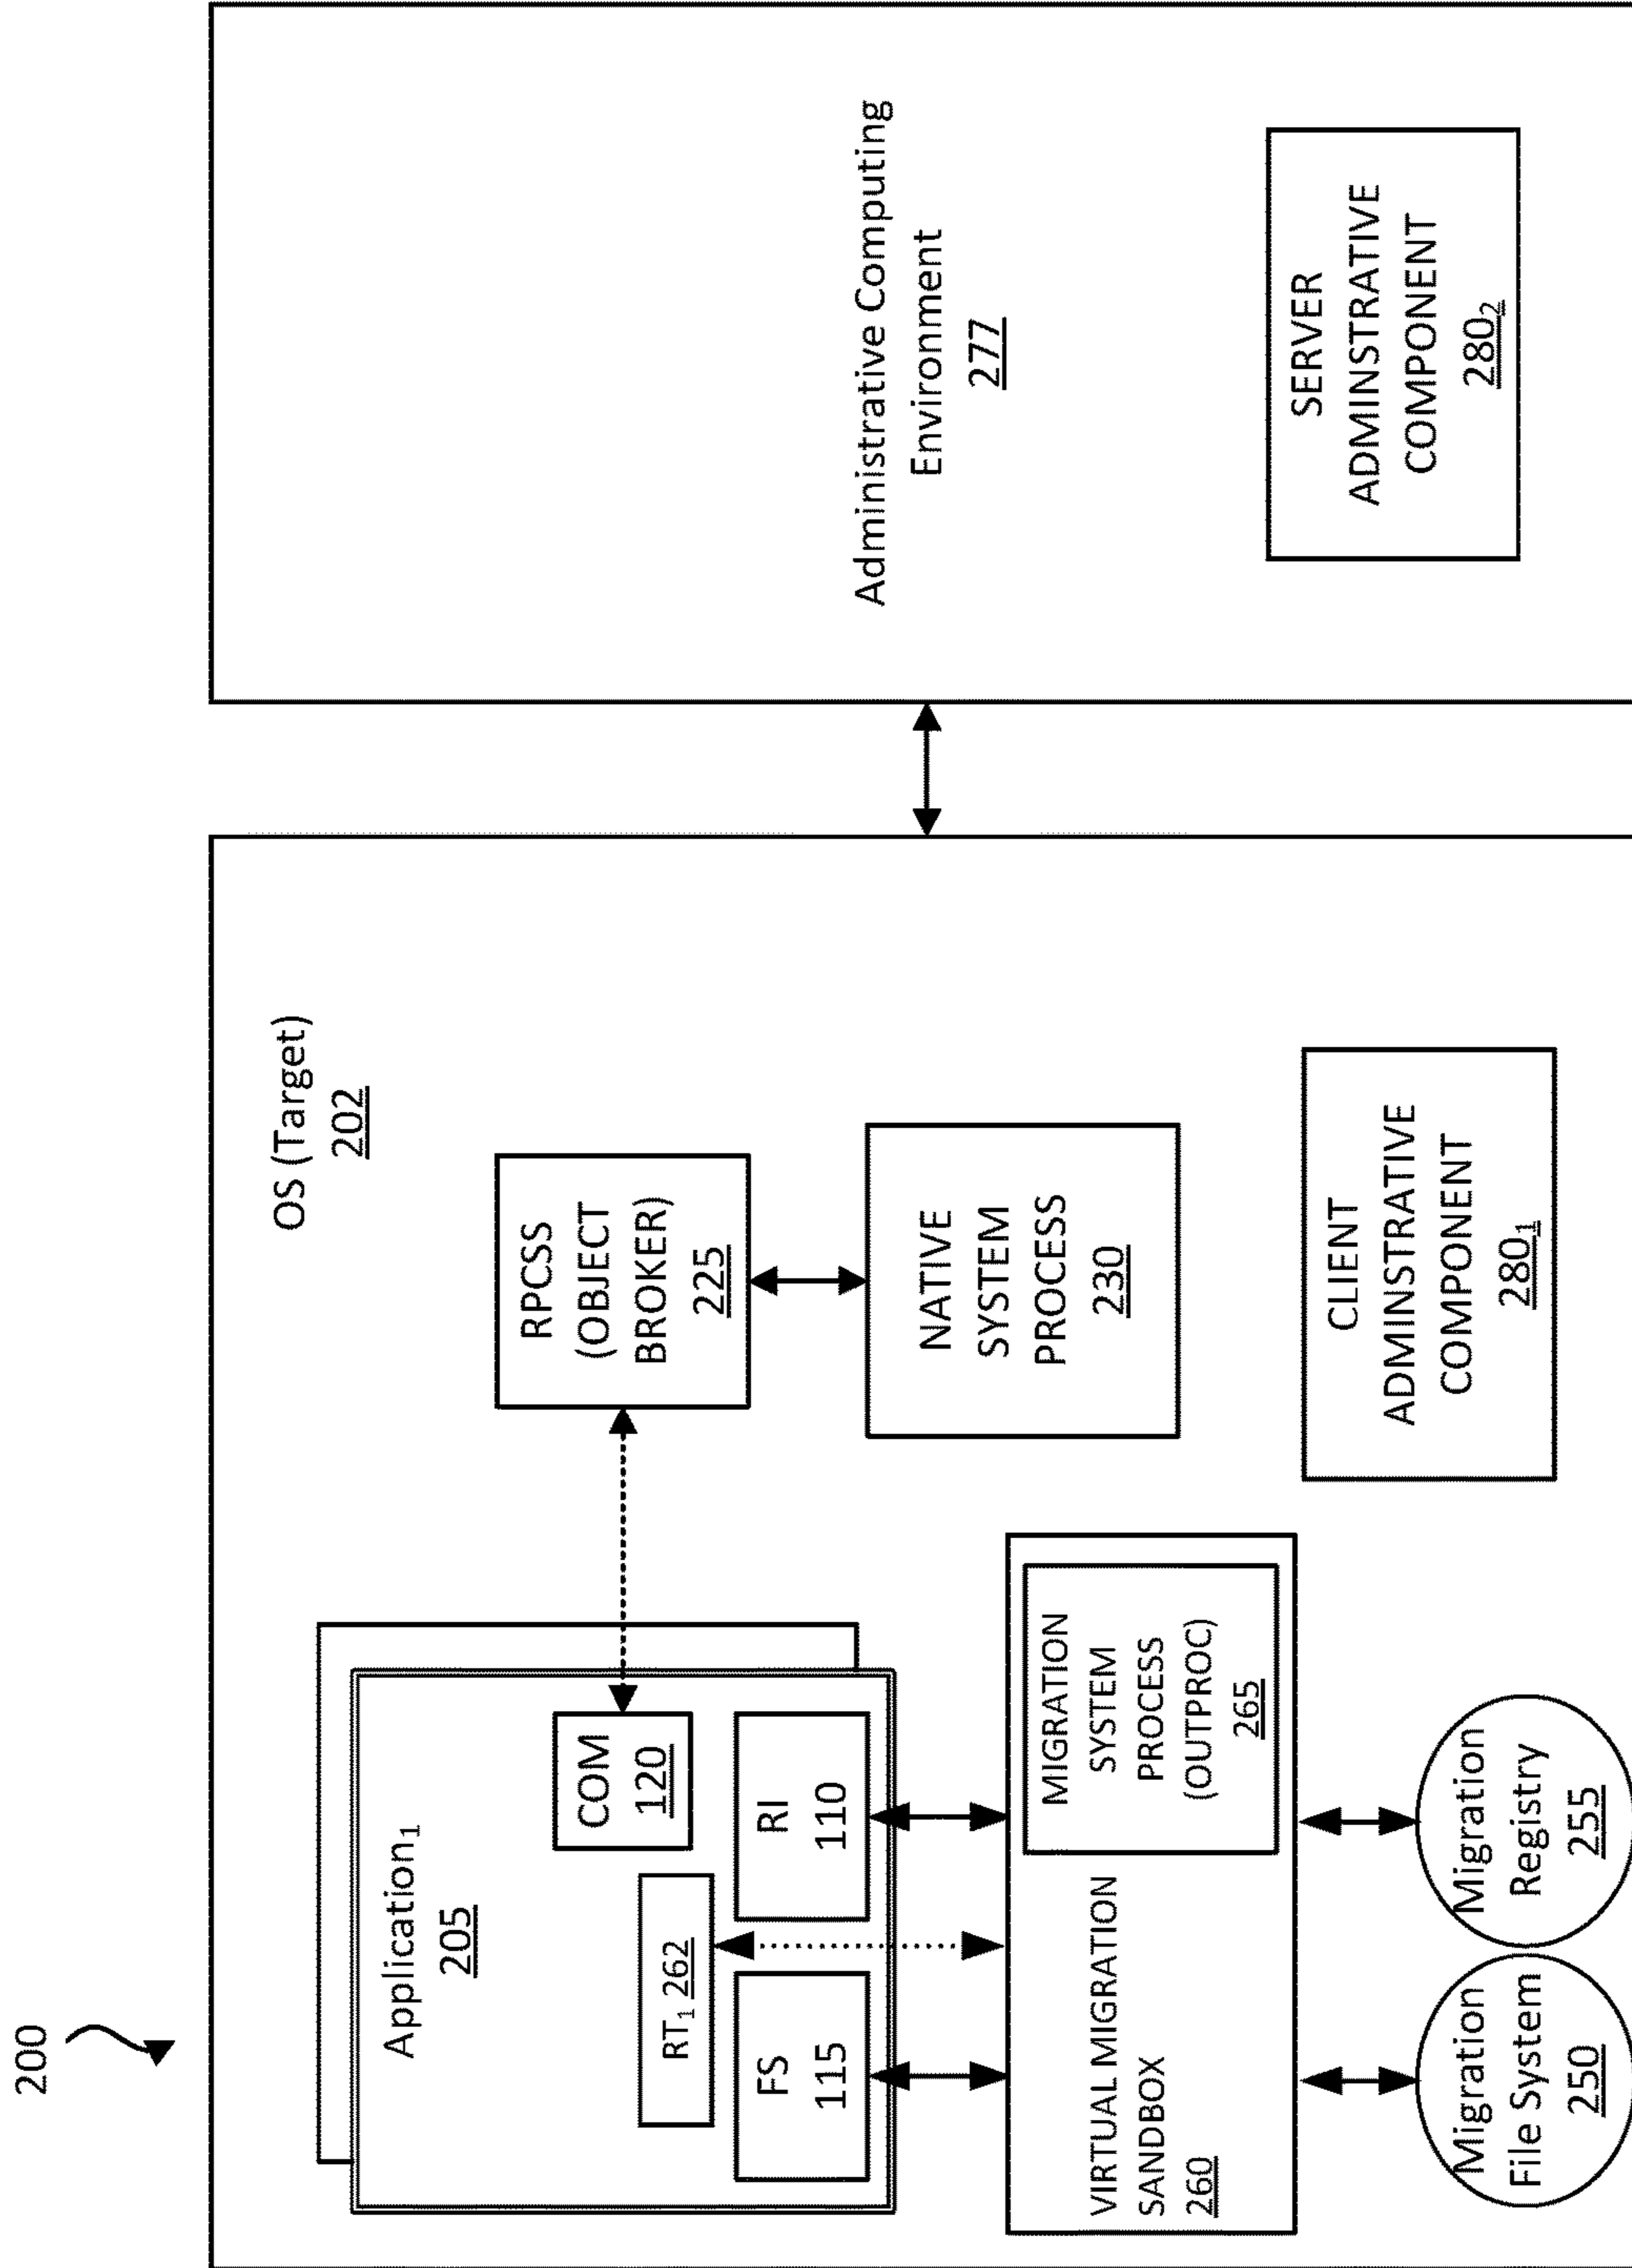 200
OS (Target)
202
Application₁
205
COM
120
RT₁ 262
FS
115
RI
110
RPCSS
(OBJECT
BROKER)
225
NATIVE
SYSTEM
PROCESS
230
VIRTUAL MIGRATION
SANDBOX
260
MIGRATION
SYSTEM
PROCESS
(OUTPROC)
265
CLIENT
ADMINSTRATIVE
COMPONENT
280₁
Migration
File System
250
Migration
Registry
255
Administrative Computing
Environment
277
SERVER
ADMINSTRATIVE
COMPONENT
280₂